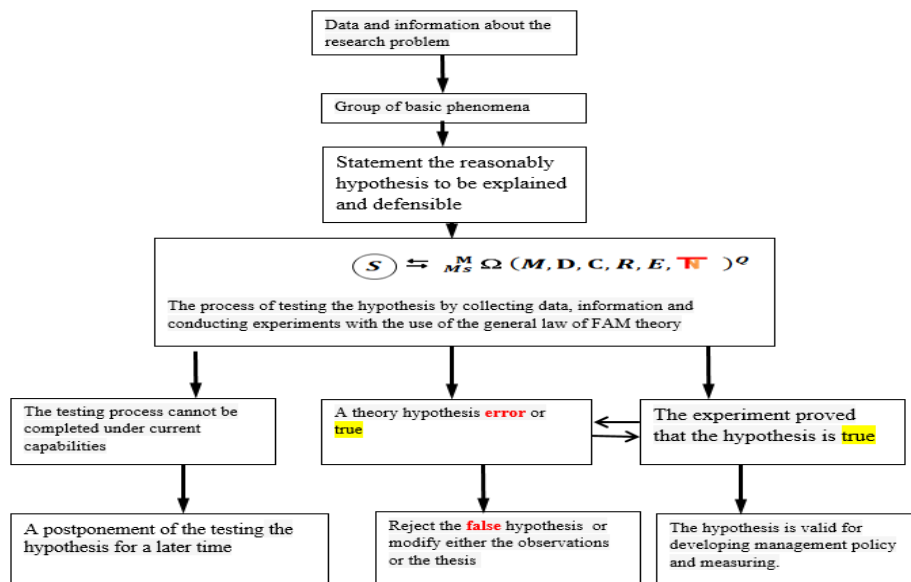 Data and information about the
research problem
Group of basic phenomena
Statement the reasonably
hypothesis to be explained
and defensible
S ⇆ M Ms Ω (M, D, C, R, E, )Q
The process of testing the hypothesis by collecting data, information and
conducting experiments with the use of the general law of FAM theory
The testing process cannot be
completed under current
capabilities
A theory hypothesis error or
true
The experiment proved
that the hypothesis is true
A postponement of the testing the
hypothesis for a later time
Reject the false hypothesis or
modify either the observations
or the thesis
The hypothesis is valid for
developing management policy
and measuring.